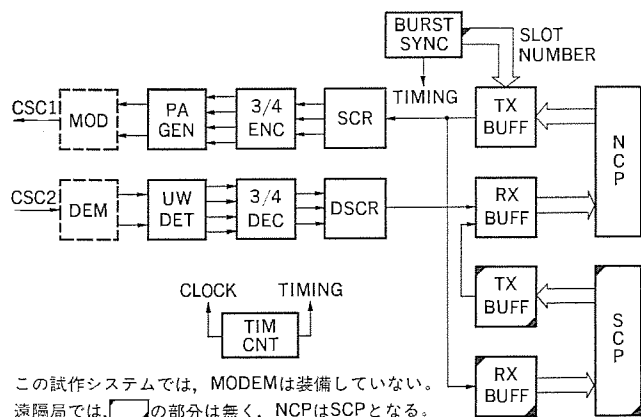 BURST
SYNC
SLOT
NUMBER
TIMING
CSC1
MOD
PA
GEN
3/4
ENC
SCR
TX
BUFF
NCP
CSC2
DEM
UW
DET
3/4
DEC
DSCR
RX
BUFF
CLOCK
TIMING
TIM
CNT
TX
BUFF
SCP
RX
BUFF
この試作システムでは，MODEMは装備していない。
遠隔局では，の部分は無く，NCPはSCPとなる。